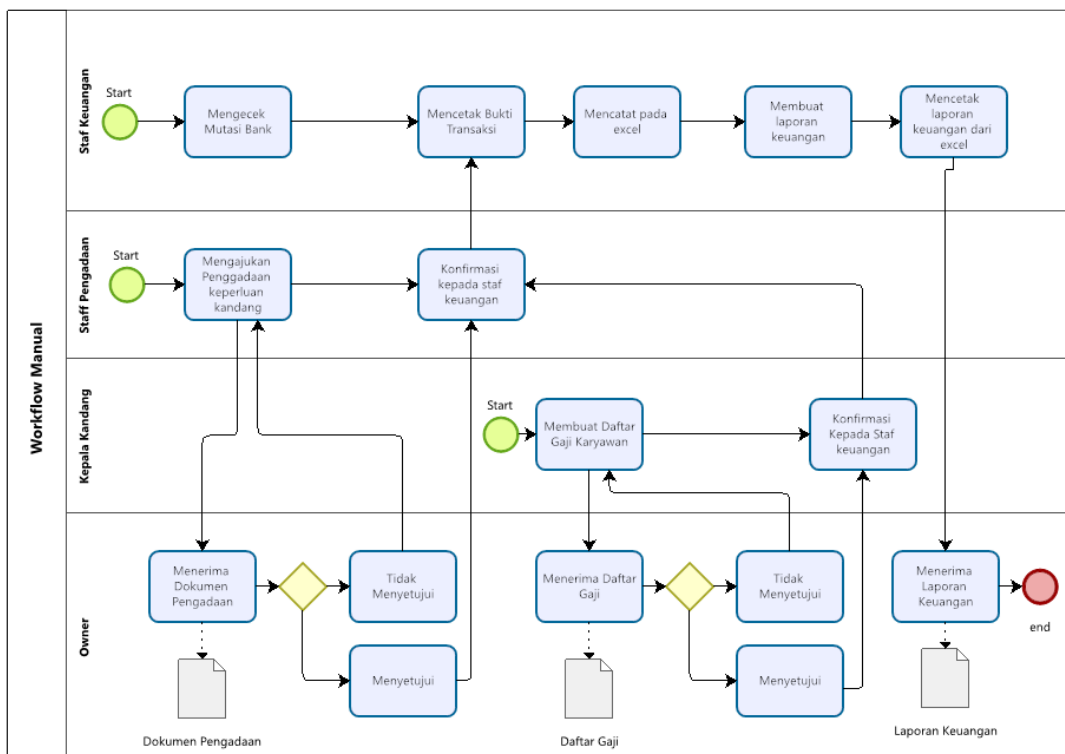 Workflow Manual
Staf Keuangan
Start
Mengecek
Mutasi Bank
Mencetak Bukti
Transaksi
Mencatat pada
excel
Membuat
laporan
keuangan
Mencetak
laporan
keuangan dari
excel
Staff Pengadaan
Start
Mengajukan
Penggadaan
keperluan
kandang
Konfirmasi
kepada staf
keuangan
Kepala Kandang
Start
Membuat Daftar
Gaji Karyawan
Konfirmasi
Kepada Staf
keuangan
Owner
Menerima
Dokumen
Pengadaan
Tidak
Menyetujui
Menyetujui
Dokumen Pengadaan
Menerima Daftar
Gaji
Tidak
Menyetujui
Menyetujui
Daftar Gaji
Menerima
Laporan
Keuangan
end
Laporan Keuangan